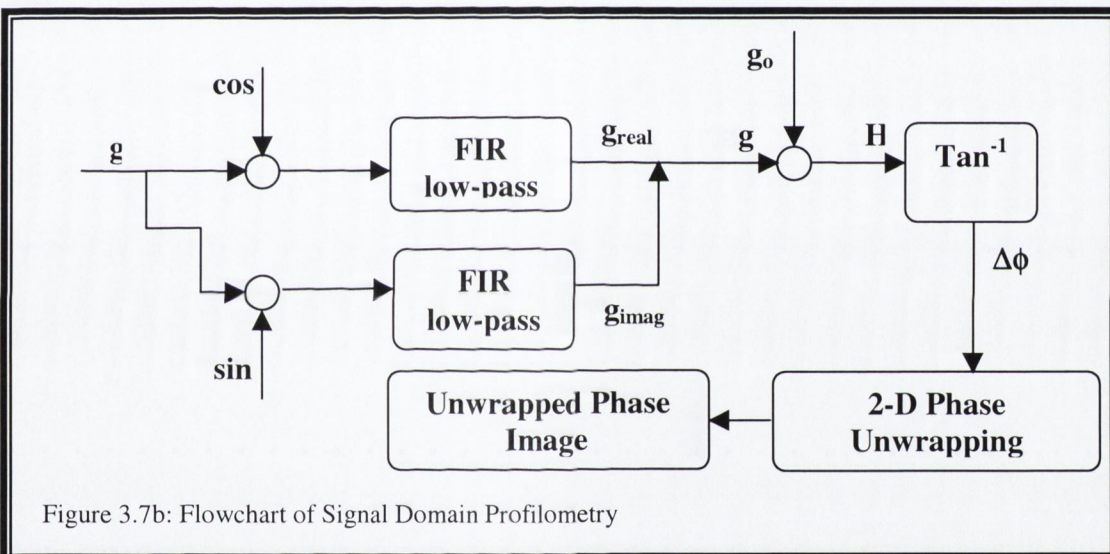 cos
g
FIR
low-pass
g_real
g_o
g
H
Tan^-1
Δϕ
FIR
low-pass
g_imag
sin
Unwrapped Phase
Image
2-D Phase
Unwrapping
Figure 3.7b: Flowchart of Signal Domain Profilometry